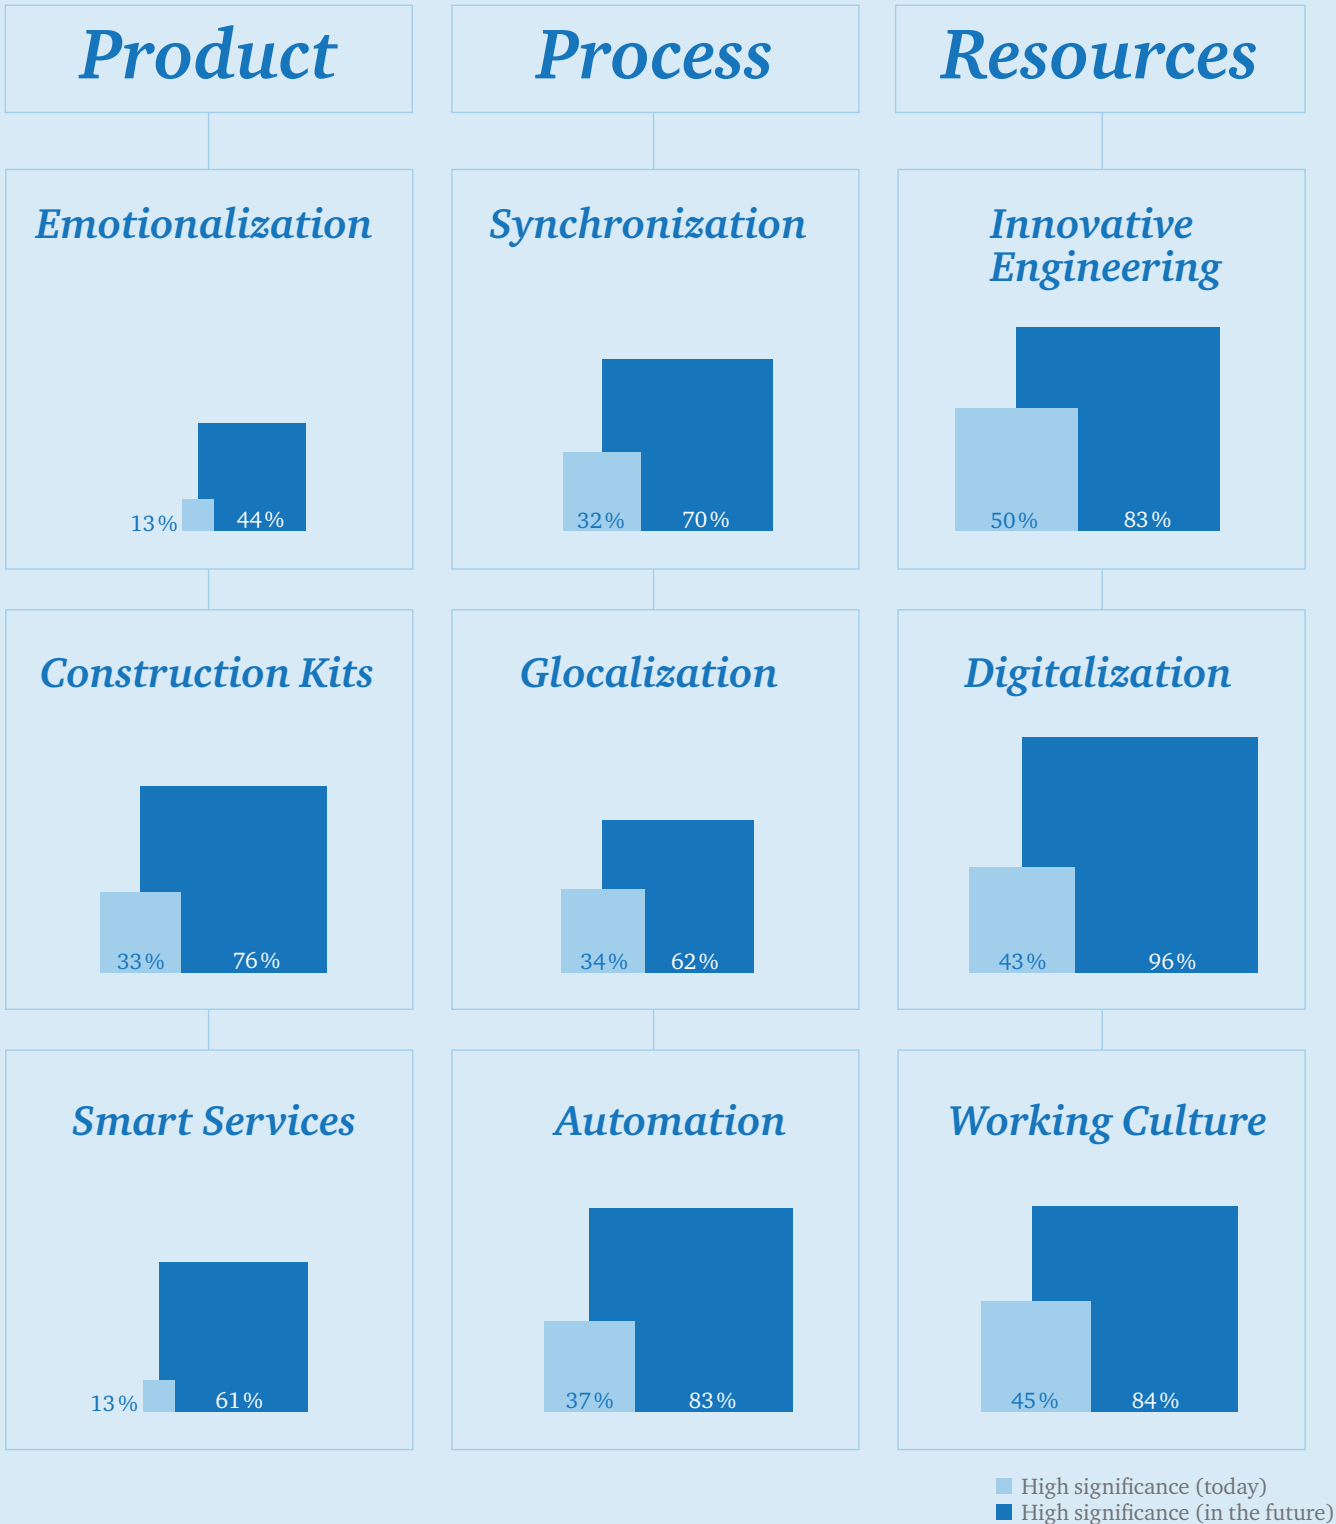 Product
Process
Resources
Emotionalization
Synchronization
Innovative
Engineering
13%
44%
32%
70%
50%
83%
Construction Kits
Glocalization
Digitalization
33%
76%
34%
62%
43%
96%
Smart Services
Automation
Working Culture
13%
61%
37%
83%
45%
84%
High significance (today)
High significance (in the future)